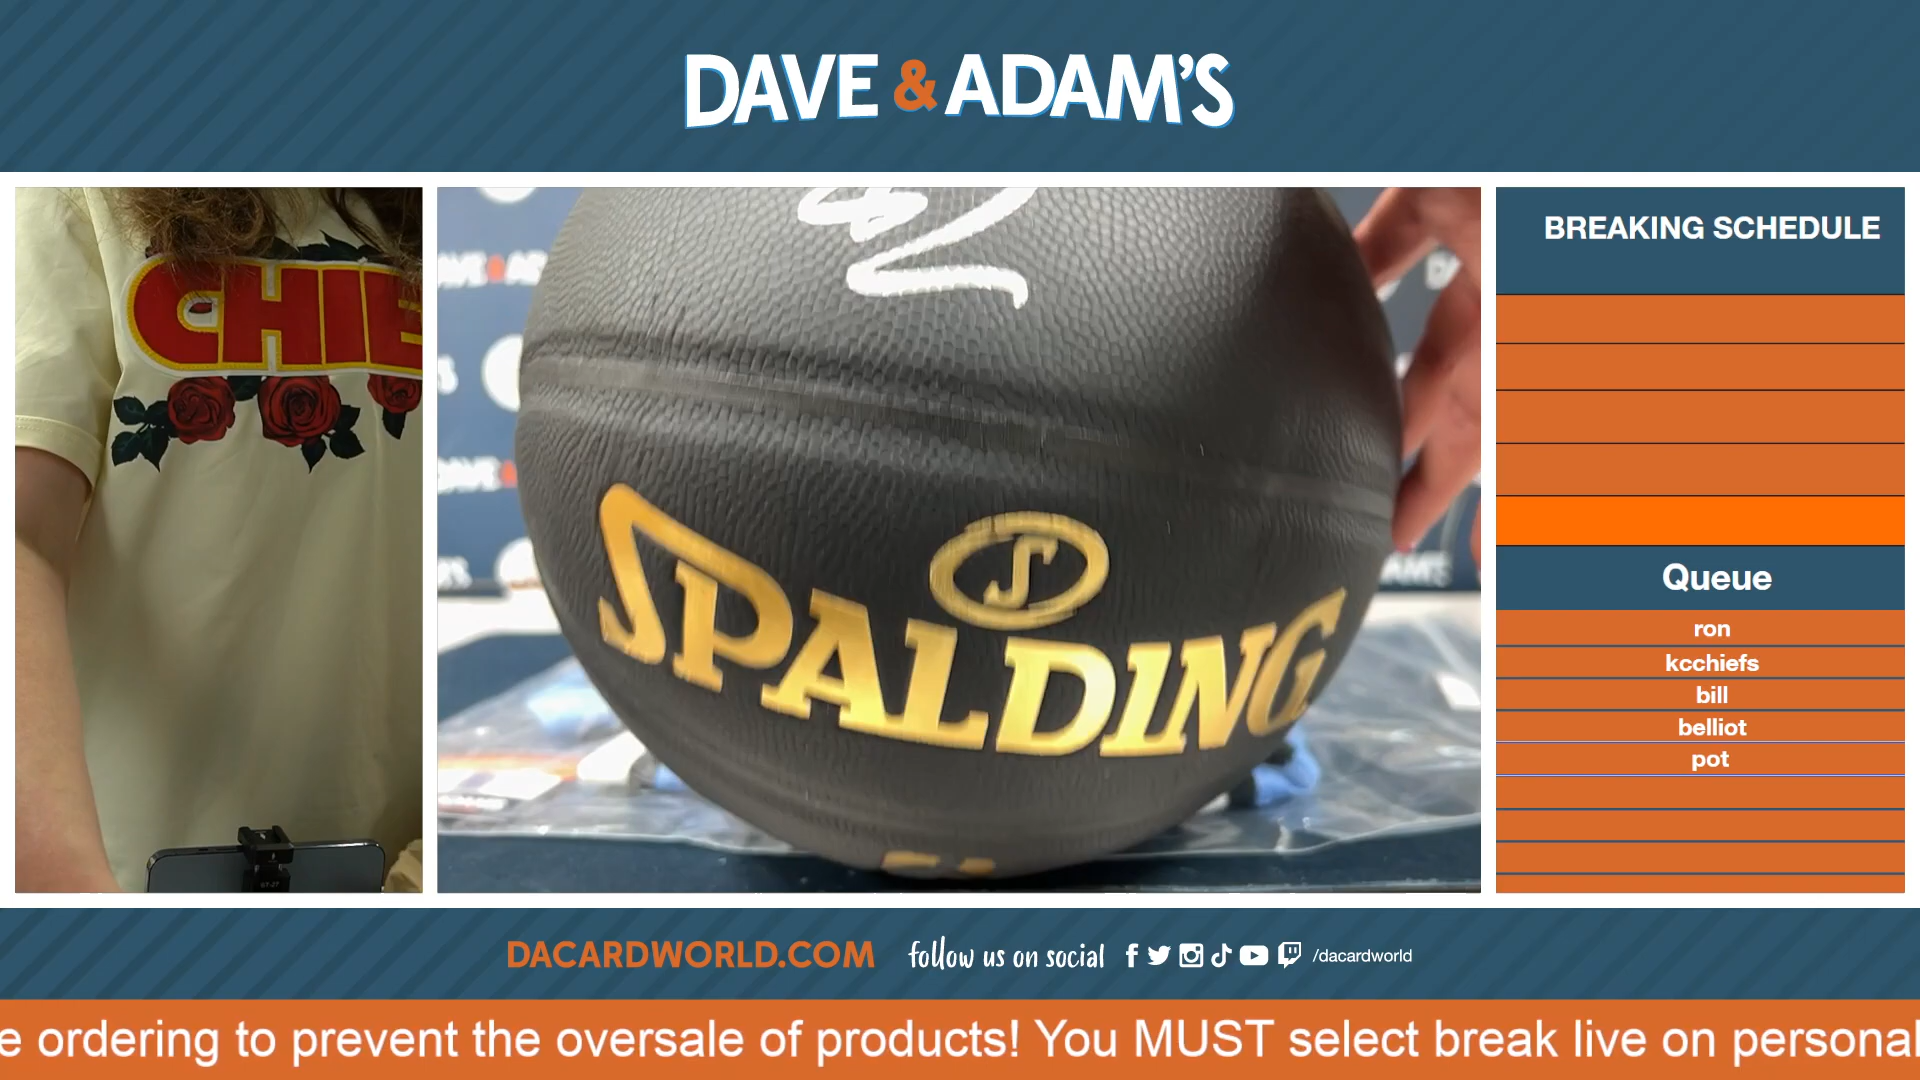 DAVE & ADAM'S
CHIE
SPALDING
BREAKING SCHEDULE
Queue
ron
kcchiefs
bill
belliot
pot
DACARDWORLD.COM
follow us on social
/dacardworld
e ordering to prevent the oversale of products! You MUST select break live on personal